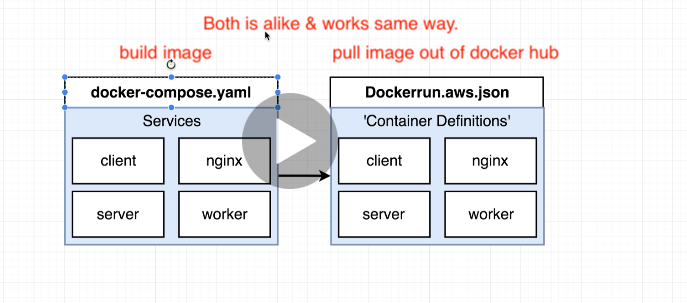 Both is alike & works same way.
build image
pull image out of docker hub
docker-compose.yaml
Dockerrun.aws.json
Services
'Container Definitions'
client
nginx
client
nginx
server
worker
server
worker